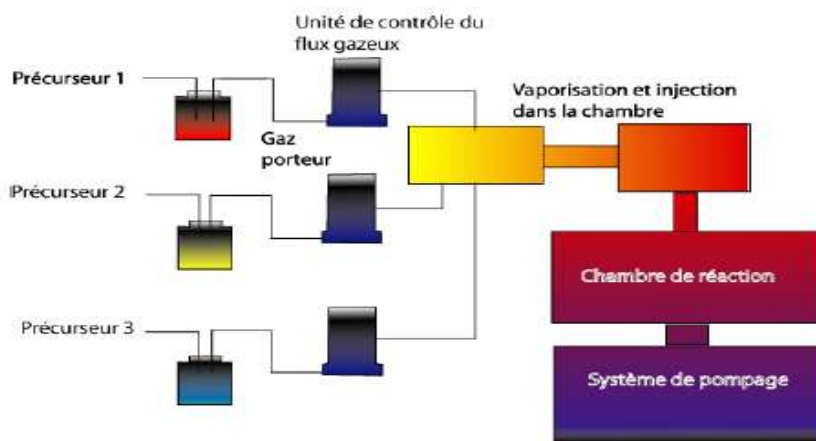 Unité de contrôle du
flux gazeux
Précurseur 1
Vaporisation et injection
dans la chambre
Gaz
porteur
Précurseur 2
Chambre de réaction
Précurseur 3
Système de pompage